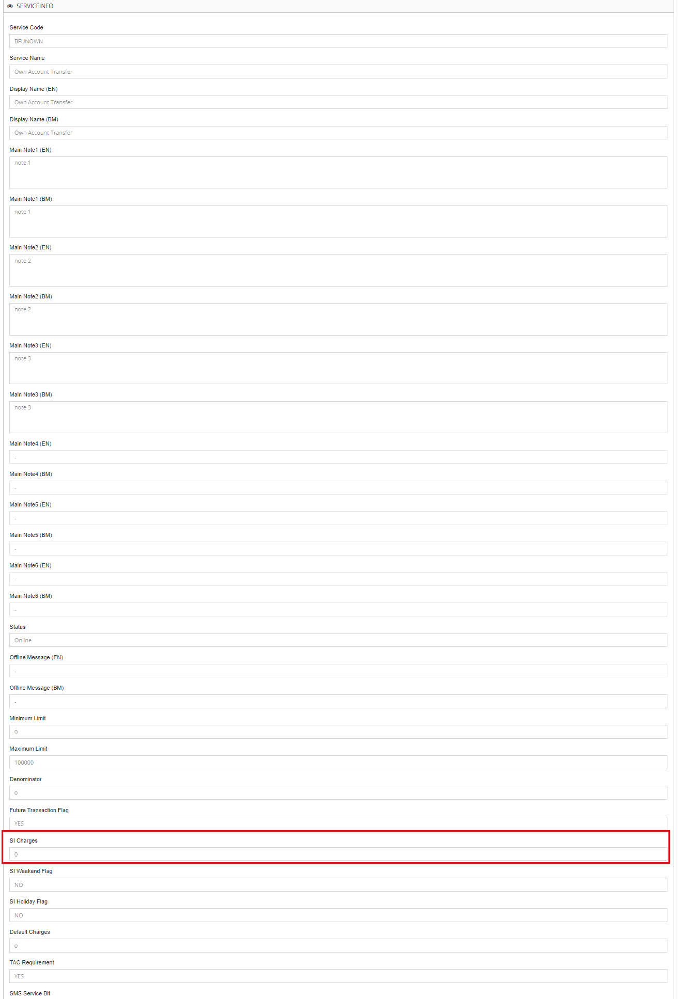 SERVICEINFO
Service Code
BFUNOWN
Service Name
Own Account Transfer
Display Name (EN)
Own Account Transfer
Display Name (BM)
Own Account Transfer
Main Note1 (EN)
note 1
Main Note1 (BM)
note 1
Main Note2 (EN)
note 2
Main Note2 (BM)
note 2
Main Note3 (EN)
note 3
Main Note3 (BM)
note 3
Main Note4 (EN)
-
Main Note4 (BM)
-
Main Note5 (EN)
-
Main Note5 (BM)
-
Main Note6 (EN)
-
Main Note6 (BM)
-
Status
Online
Offline Message (EN)
-
Offline Message (BM)
-
Minimum Limit
0
Maximum Limit
100000
Denominator
0
Future Transaction Flag
YES
SI Charges
0
SI Weekend Flag
NO
SI Holiday Flag
NO
Default Charges
0
TAC Requirement
YES
SMS Service Bit